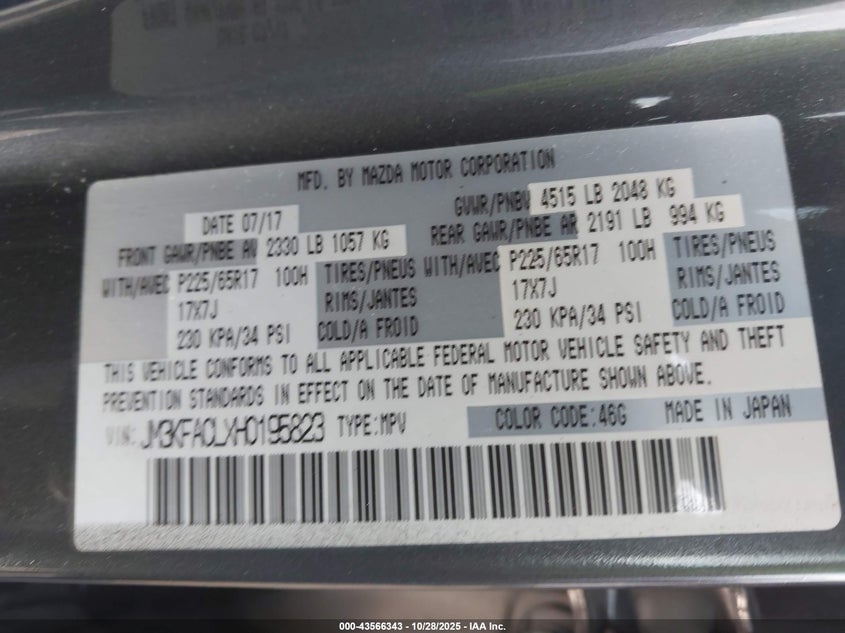 MFD. BY MAZDA MOTOR CORPORATION
DATE 07/17 GVWR/PNBV 4515 LB 2048 KG
FRONT GAWR/PNBE AV 2330 LB 1057 KG REAR GAWR/PNBE AR 2191 LB 994 KG
WITH/AVEC P225/65R17 100H TIRES/PNEUS WITH/AVEC P225/65R17 100H TIRES/PNEUS
17X7J RIMS/JANTES 17X7J RIMS/JANTES
230 KPA/34 PSI COLD/A FROID 230 KPA/34 PSI COLD/A FROID
THIS VEHICLE CONFORMS TO ALL APPLICABLE FEDERAL MOTOR VEHICLE SAFETY AND THEFT
PREVENTION STANDARDS IN EFFECT ON THE DATE OF MANUFACTURE SHOWN ABOVE.
VIN: JM3KFACLXH0195823 TYPE:MPV COLOR CODE:46G MADE IN JAPAN
000-43566343 | 10/28/2025 - IAA Inc.